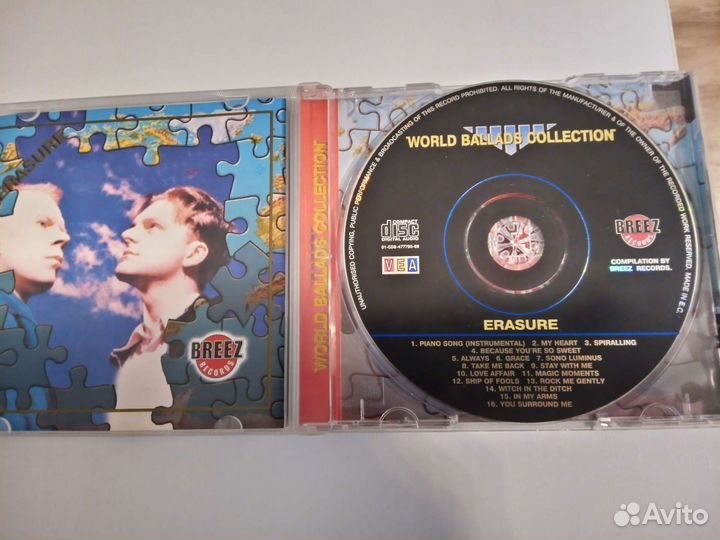 ERASURE
BREEZ
RECORDS
WORLD BALLADS COLLECTION
UNAUTHORISED COPYING, PUBLIC PERFORMANCE & BROADCASTING OF THIS RECORD PROHIBITED. ALL RIGHTS OF THE MANUFACTURER & OF THE OWNER OF THE RECORDED WORK RESERVED. MADE IN E.C.
WORLD BALLADS COLLECTION
COMPACT
disc
DIGITAL AUDIO
VEA
BREEZ
RECORDS
COMPILATION BY
BREEZ RECORDS.
ERASURE
1. PIANO SONG (INSTRUMENTAL) 2. MY HEART 3. SPIRALLING
4. BECAUSE YOU'RE SO SWEET
5. ALWAYS 6. GRACE 7. SONO LUMINUS
8. TAKE ME BACK 9. STAY WITH ME
10. LOVE AFFAIR 11. MAGIC MOMENTS
12. SHIP OF FOOLS 13. ROCK ME GENTLY
14. WITCH IN THE DITCH
15. IN MY ARMS
16. YOU SURROUND ME
Avito